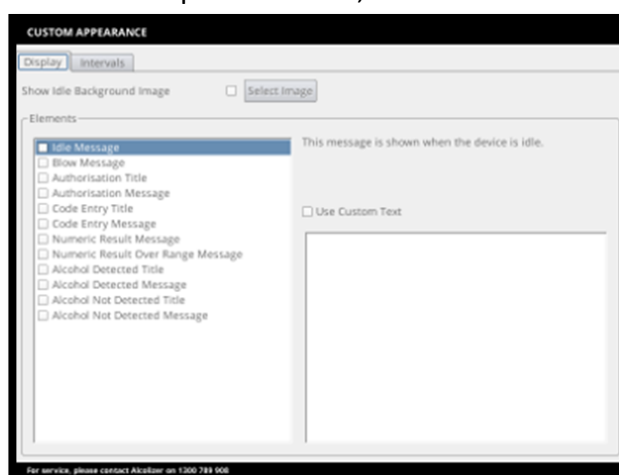 CUSTOM APPEARANCE
Display Intervals
Show Idle Background Image Select Image
Elements
Idle Message
This message is shown when the device is idle.
Blow Message
Authorisation Title
Authorisation Message
Code Entry Title
Use Custom Text
Code Entry Message
Numeric Result Message
Numeric Result Over Range Message
Alcohol Detected Title
Alcohol Detected Message
Alcohol Not Detected Title
Alcohol Not Detected Message
For service, please contact Alcolizer on 1300 789 908